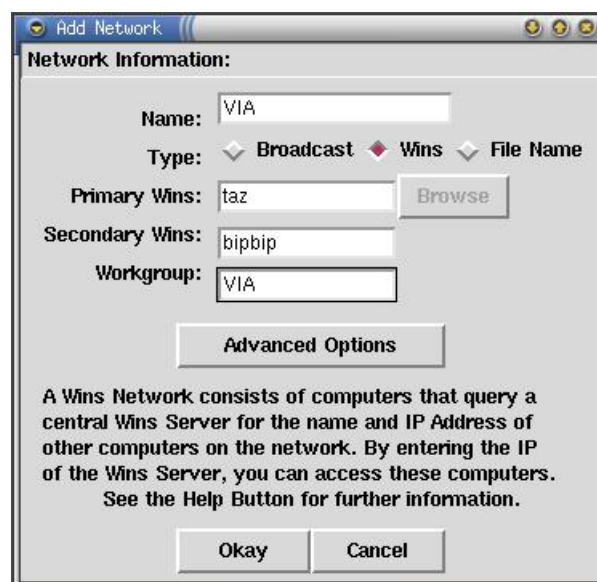 Add Network
Network Information:
Name: VIA
Type: Broadcast Wins File Name
Primary Wins: taz Browse
Secondary Wins: bipbip
Workgroup: VIA
Advanced Options
A Wins Network consists of computers that query a
central Wins Server for the name and IP Address of
other computers on the network. By entering the IP
of the Wins Server, you can access these computers.
See the Help Button for further information.
Okay Cancel